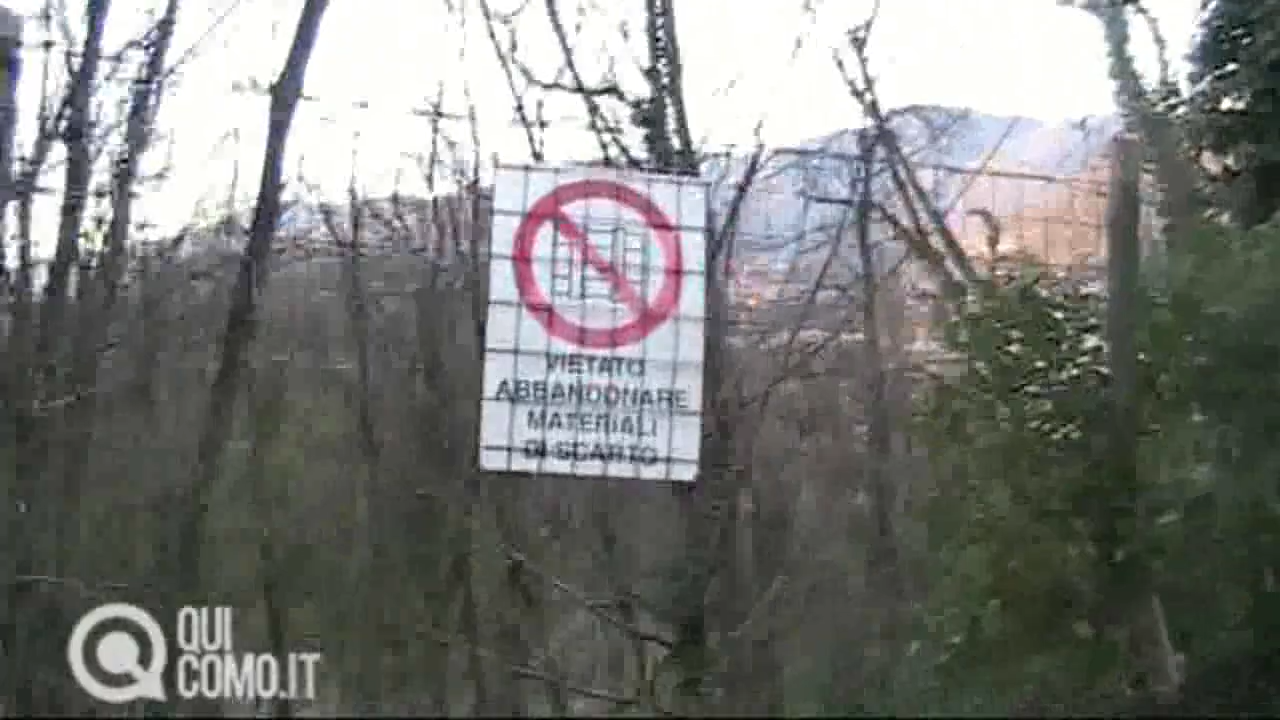 VIETATO
ABBANDONARE
MATERIALI
DI SCARTO
QUI
COMO.IT